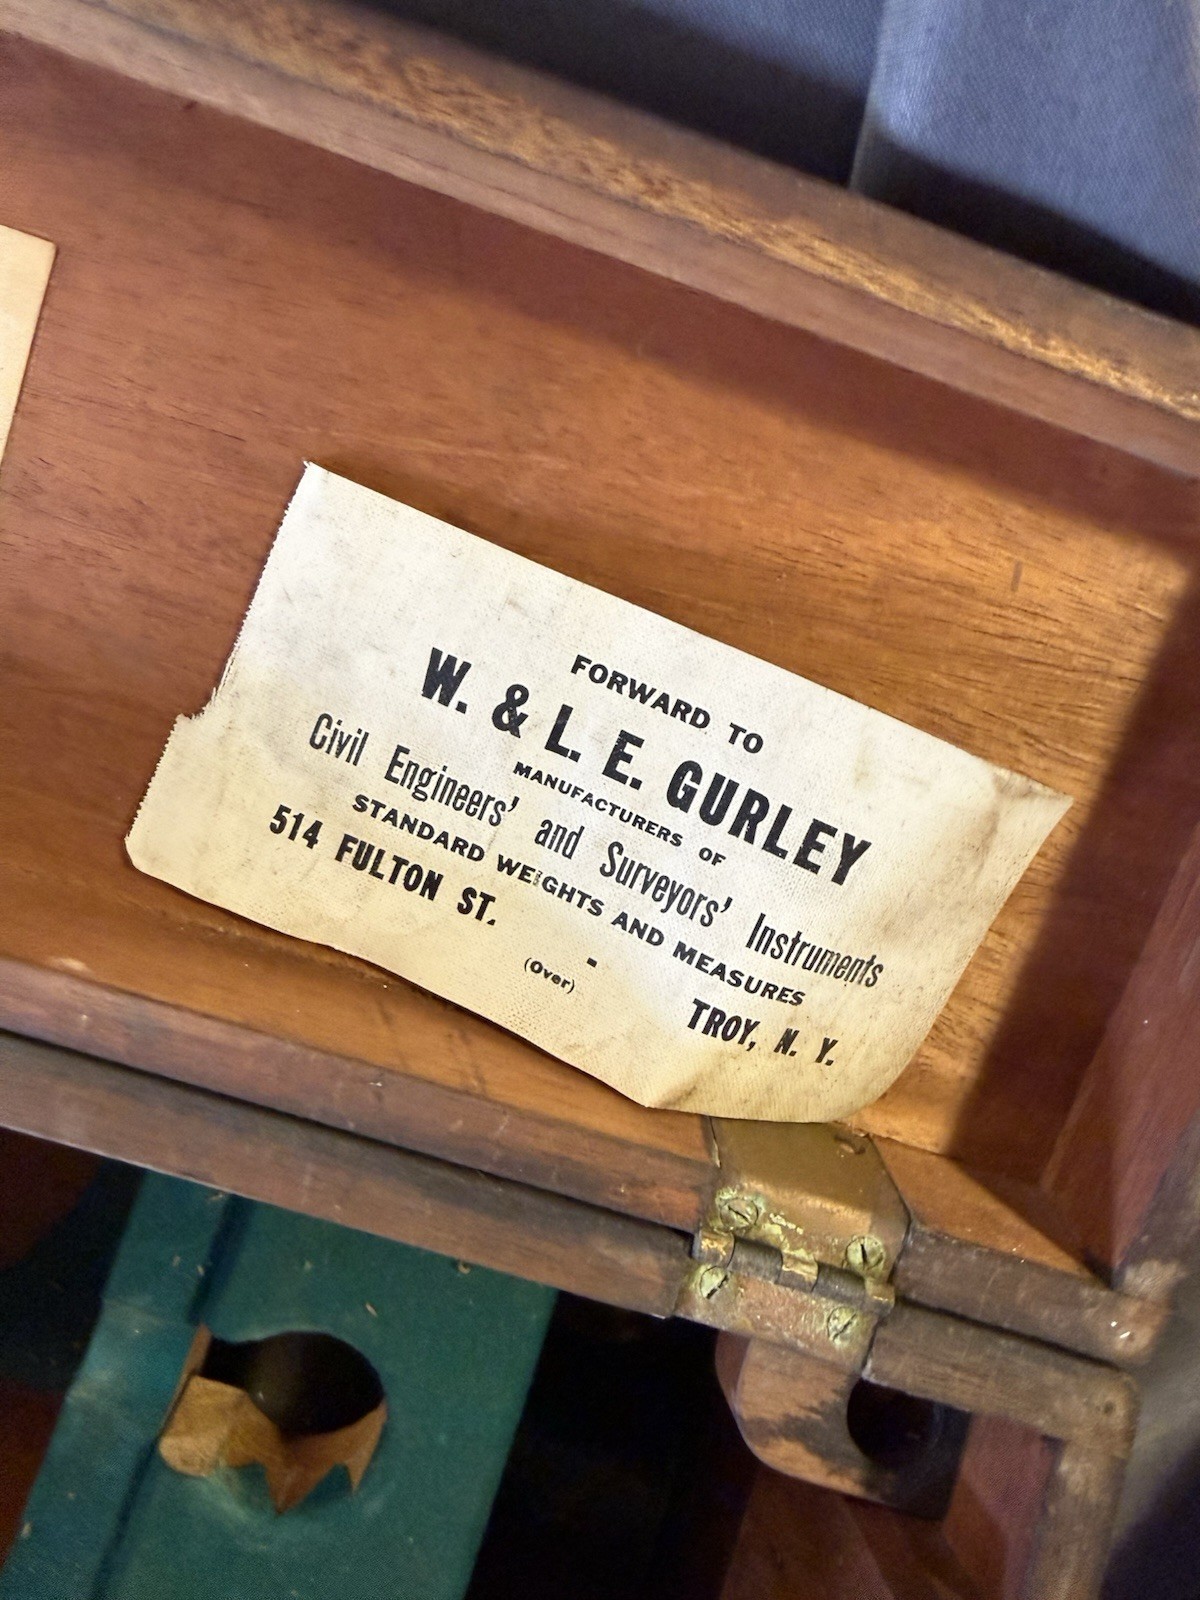 FORWARD TO
W. & L. E. GURLEY
MANUFACTURERS OF
Civil Engineers' and Surveyors' Instruments
STANDARD WEIGHTS AND MEASURES
514 FULTON ST. - TROY, N. Y.
(Over)